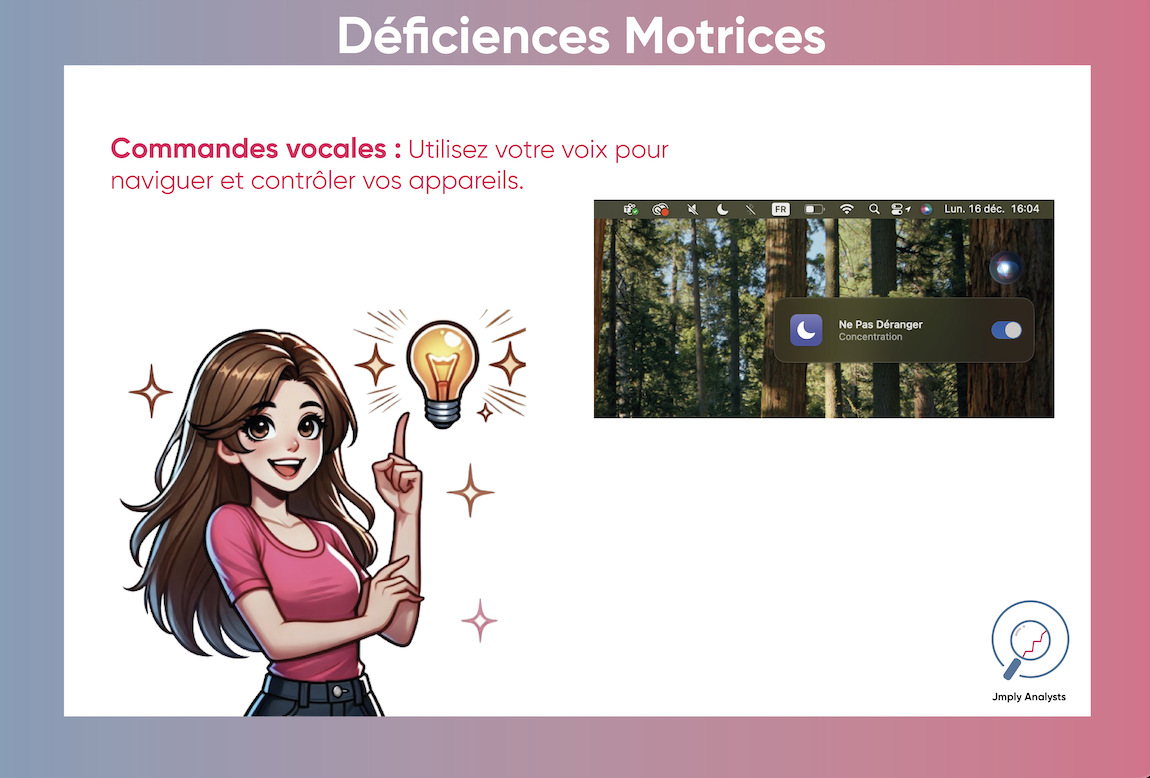 Déficiences Motrices
Commandes vocales : Utilisez votre voix pour
naviguer et contrôler vos appareils.
FR Lun. 16 déc. 16:04
Ne Pas Déranger
Concentration
Jmply Analysts